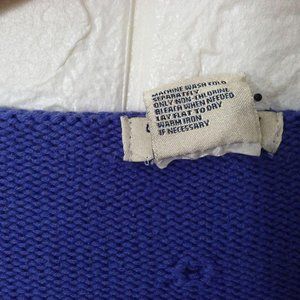 MACHINE WASH COLD
SEPARATELY
ONLY NON-CHLORINE
BLEACH WHEN NEEDED
LAY FLAT TO DRY
WARM IRON
IF NECESSARY